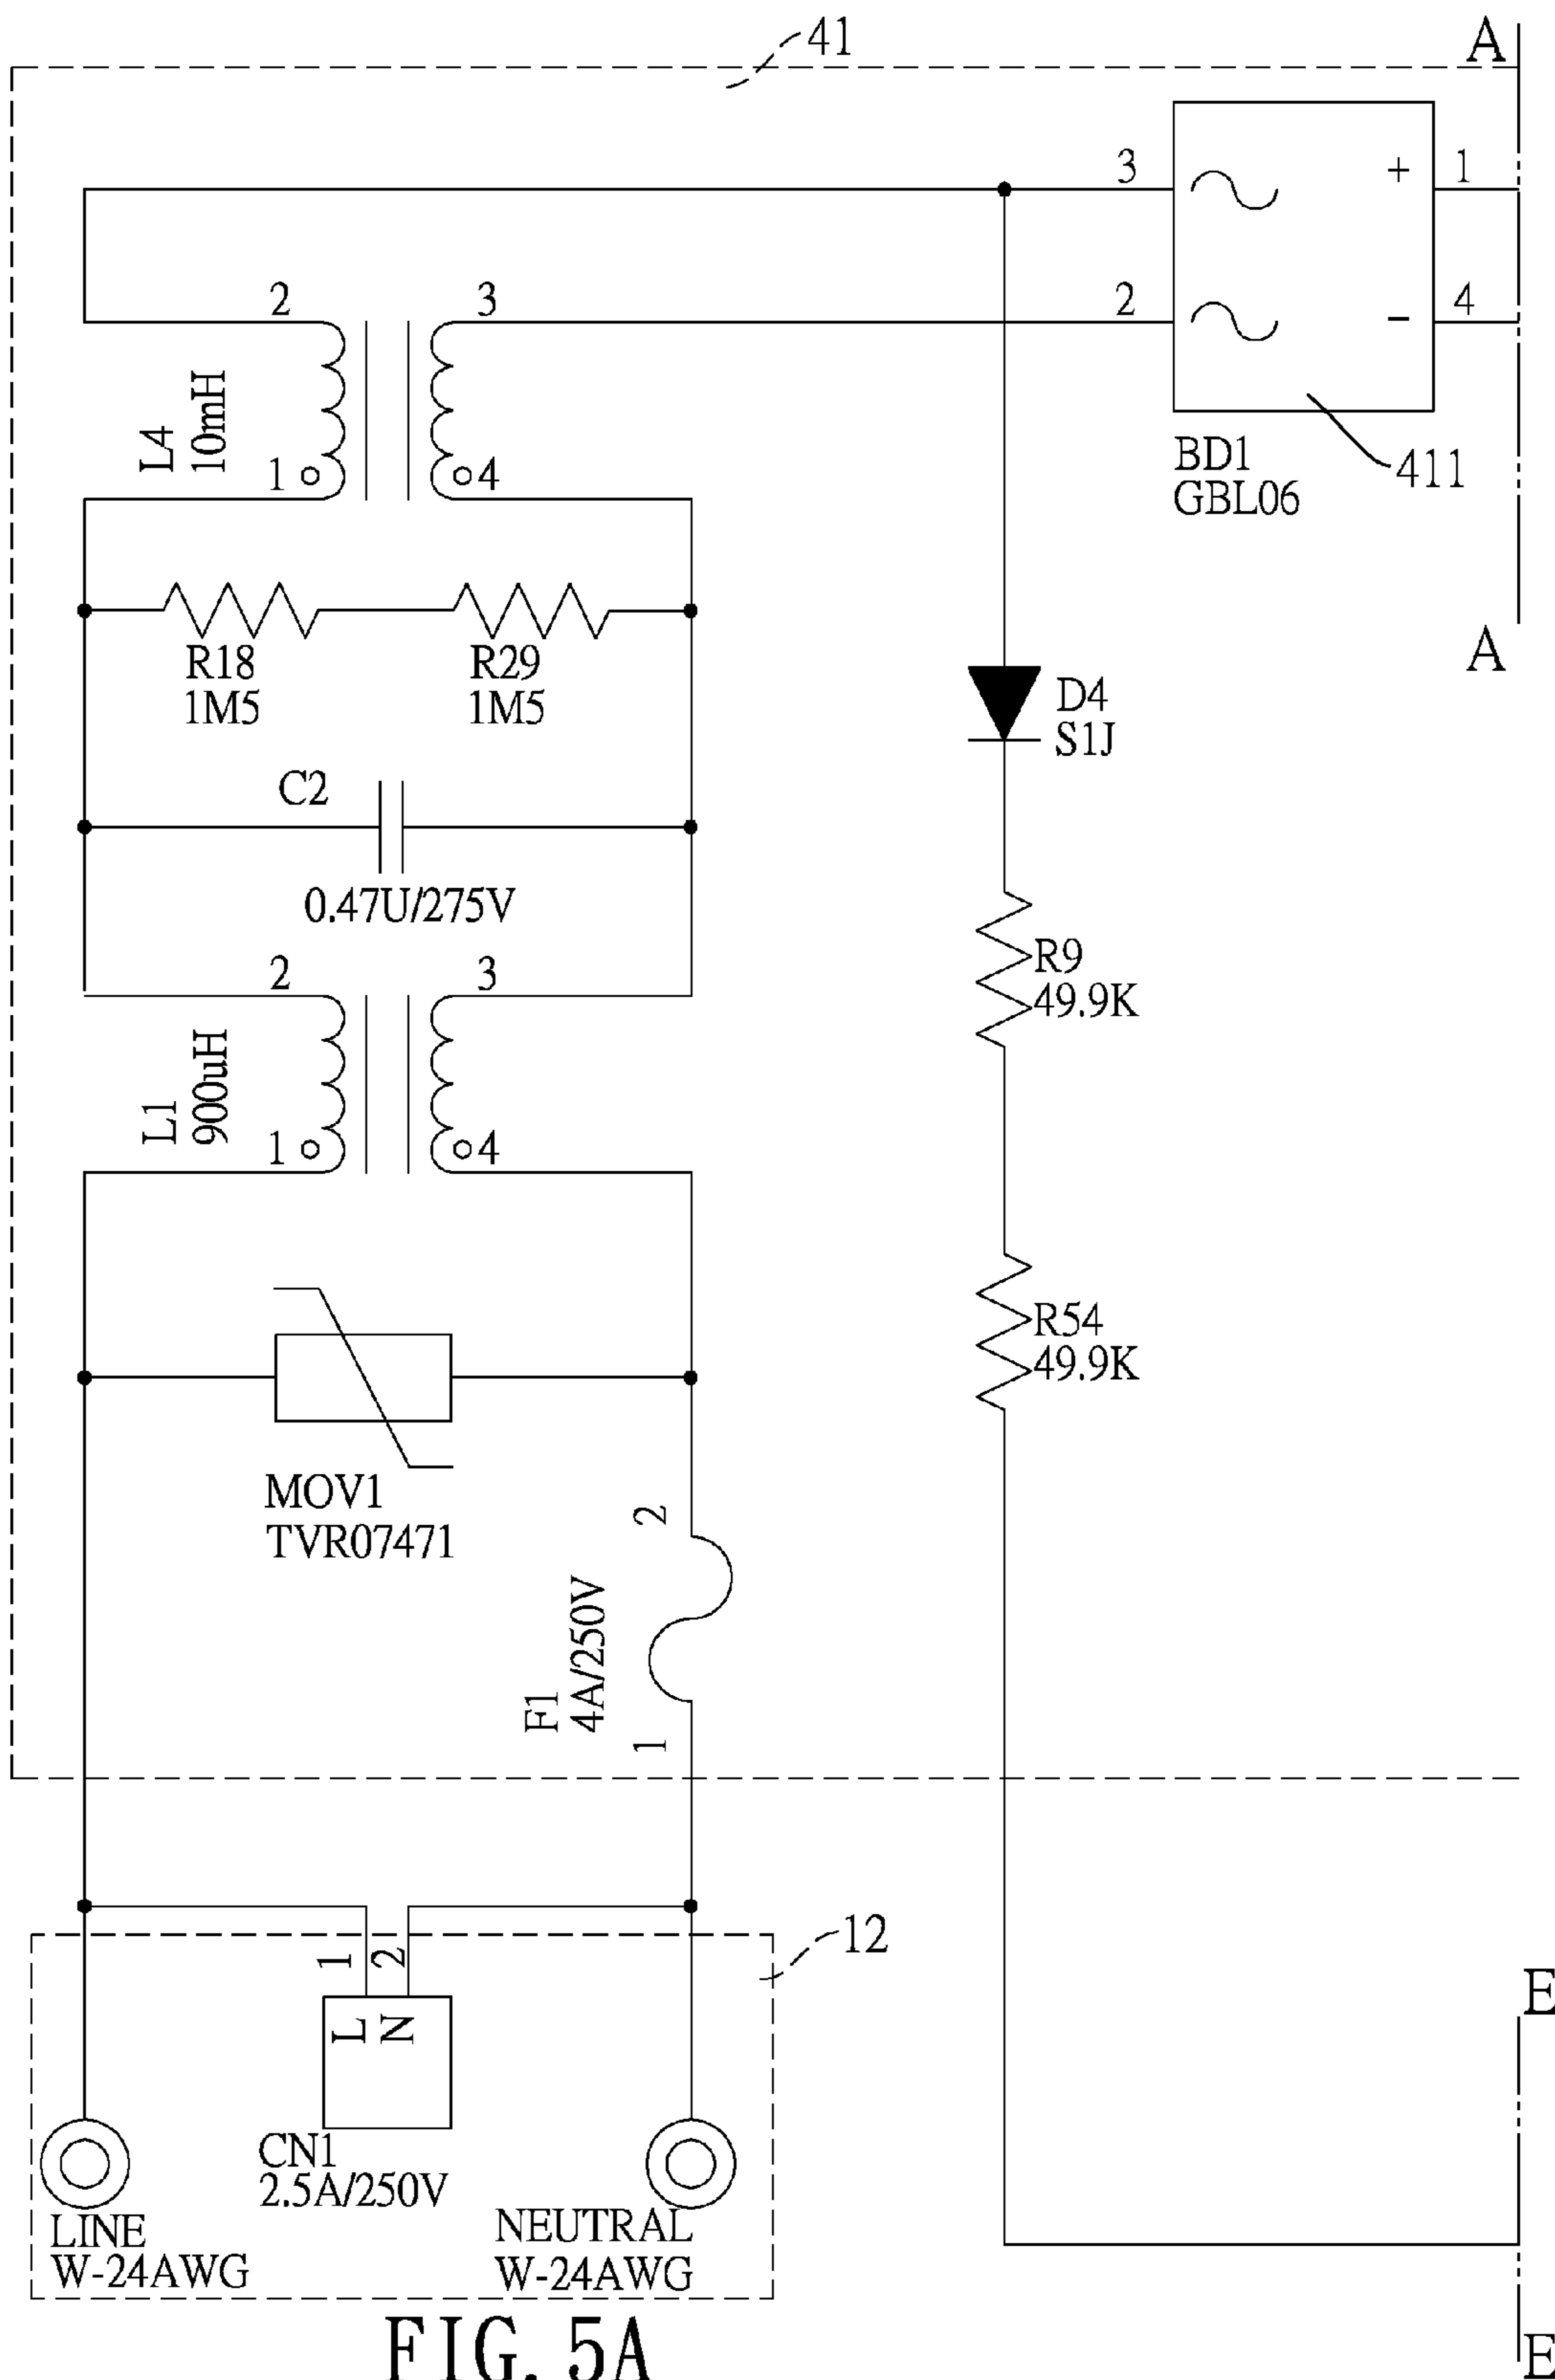 41
A
3
+
1
2
3
2
-
4
L4
10mH
1
4
BD1
GBL06
411
A
R18
1M5
R29
1M5
D4
S1J
C2
0.47U/275V
2
3
R9
49.9K
L1
900uH
1
4
R54
49.9K
MOV1
TVR07471
2
F1
4A/250V
1
12
1
2
L
N
E
CN1
2.5A/250V
LINE
W-24AWG
NEUTRAL
W-24AWG
FIG. 5A
E